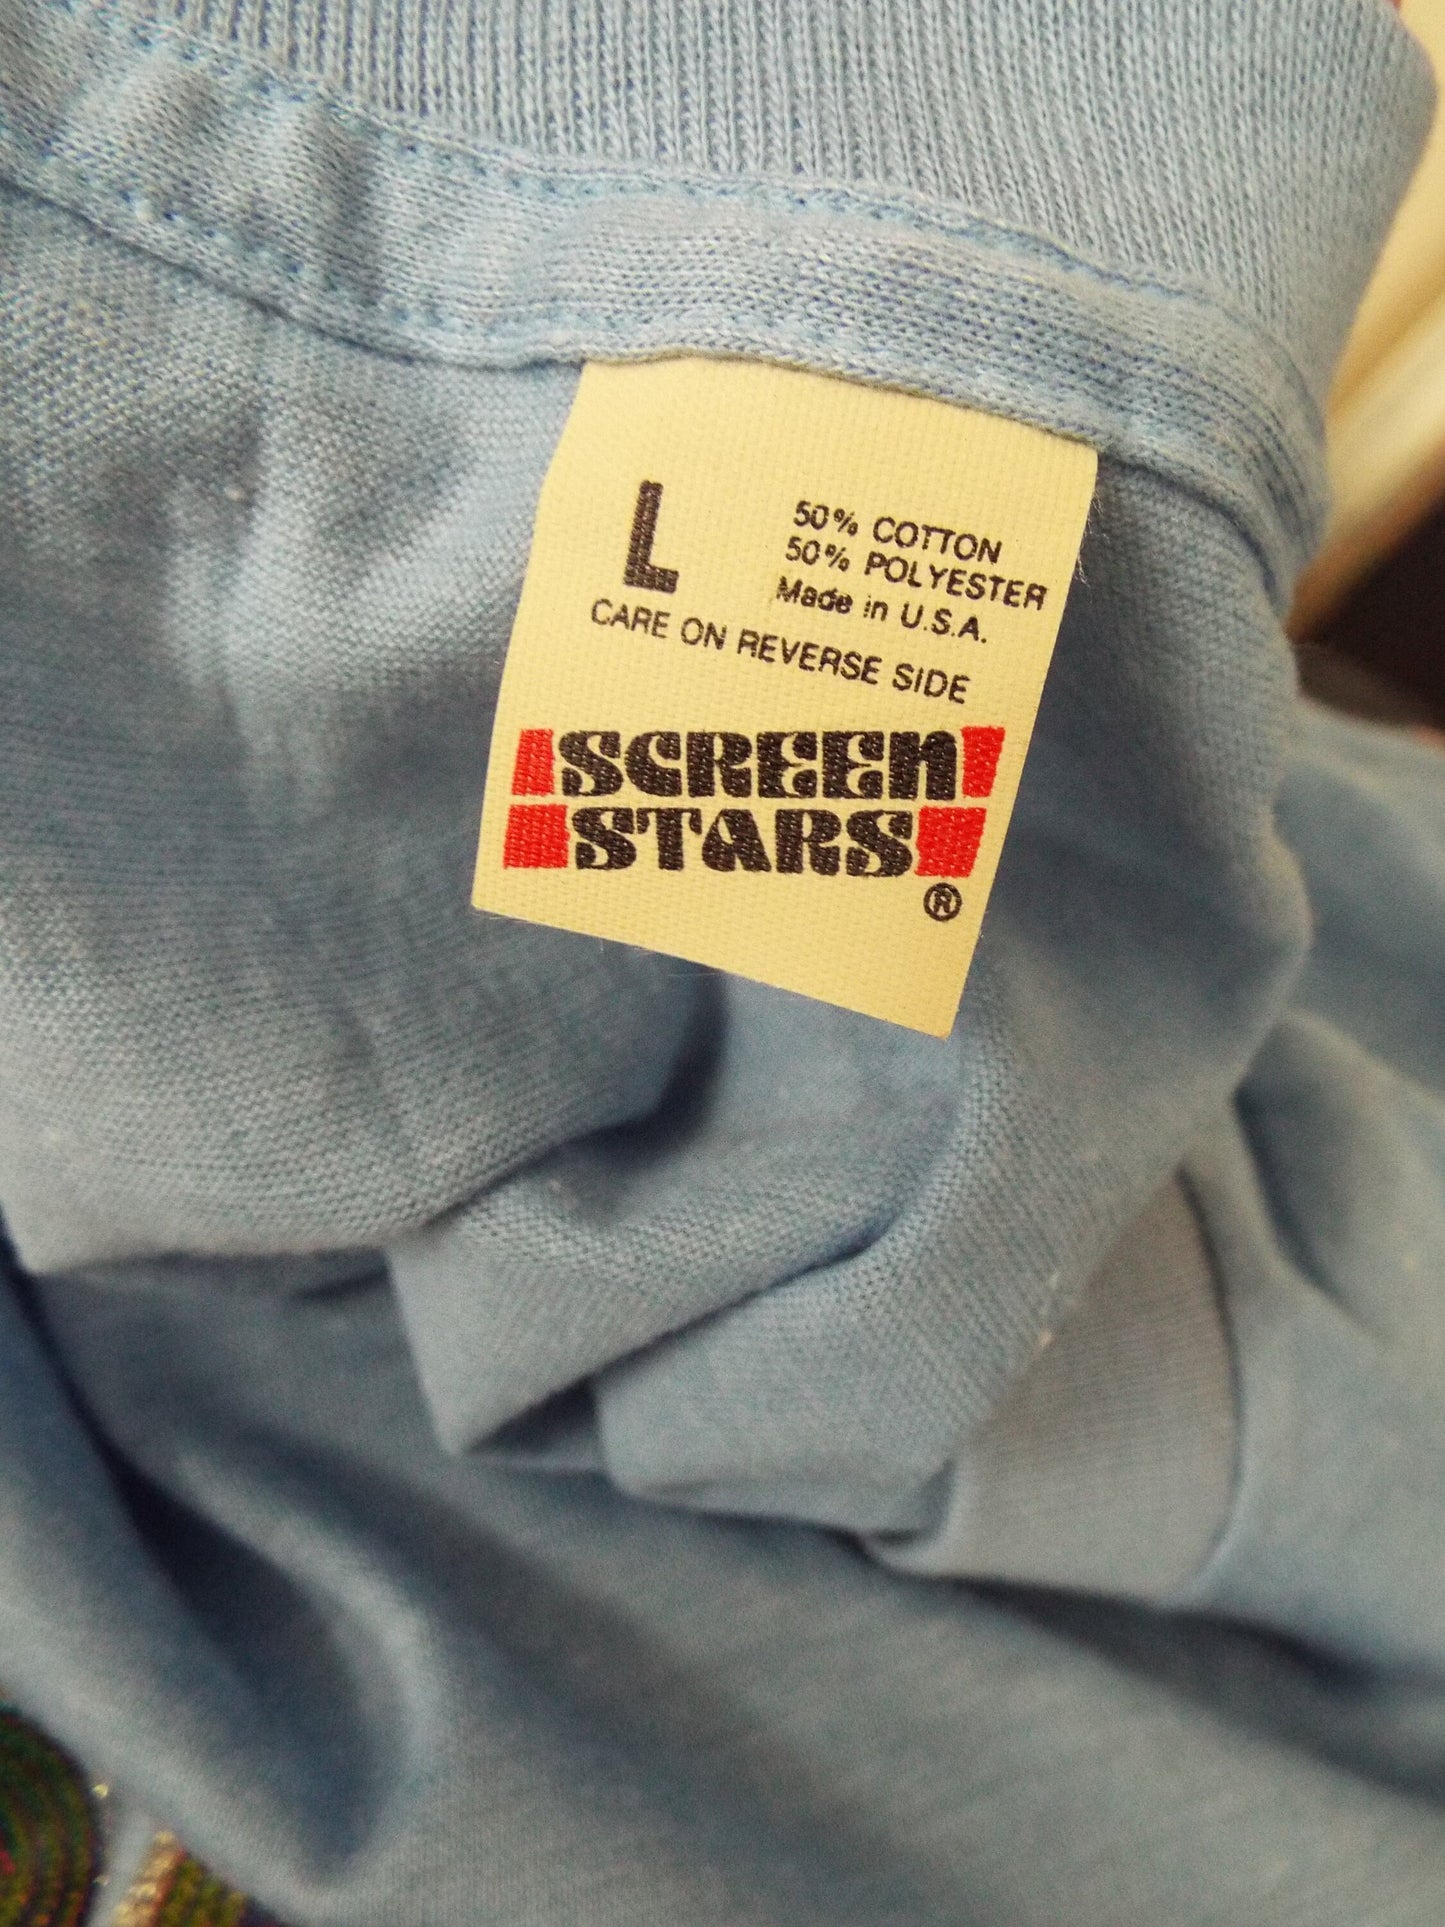 L
50% COTTON
50% POLYESTER
Made in U.S.A.
CARE ON REVERSE SIDE
SCREEN
STARS
®